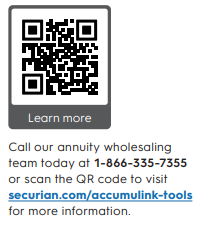 Learn more
Call our annuity wholesaling
team today at 1-866-335-7355
or scan the QR code to visit
securian.com/accumulink-tools
for more information.